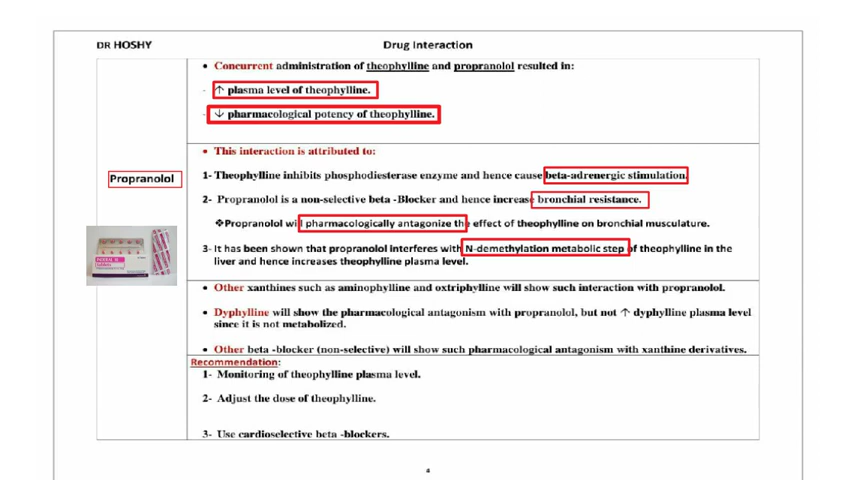 DR HOSHY Drug Interaction
• Concurrent administration of theophylline and propranolol resulted in:
- ↑ plasma level of theophylline.
- ↓ pharmacological potency of theophylline.
• This interaction is attributed to:
Propranolol
1- Theophylline inhibits phosphodiesterase enzyme and hence cause beta-adrenergic stimulation.
2- Propranolol is a non-selective beta -Blocker and hence increase bronchial resistance.
❖Propranolol will pharmacologically antagonize the effect of theophylline on bronchial musculature.
3- It has been shown that propranolol interferes with N-demethylation metabolic step of theophylline in the
liver and hence increases theophylline plasma level.
• Other xanthines such as aminophylline and oxtriphylline will show such interaction with propranolol.
• Dyphylline will show the pharmacological antagonism with propranolol, but not ↑ dyphylline plasma level
since it is not metabolized.
• Other beta -blocker (non-selective) will show such pharmacological antagonism with xanthine derivatives.
Recommendation:
1- Monitoring of theophylline plasma level.
2- Adjust the dose of theophylline.
3- Use cardioselective beta -blockers.